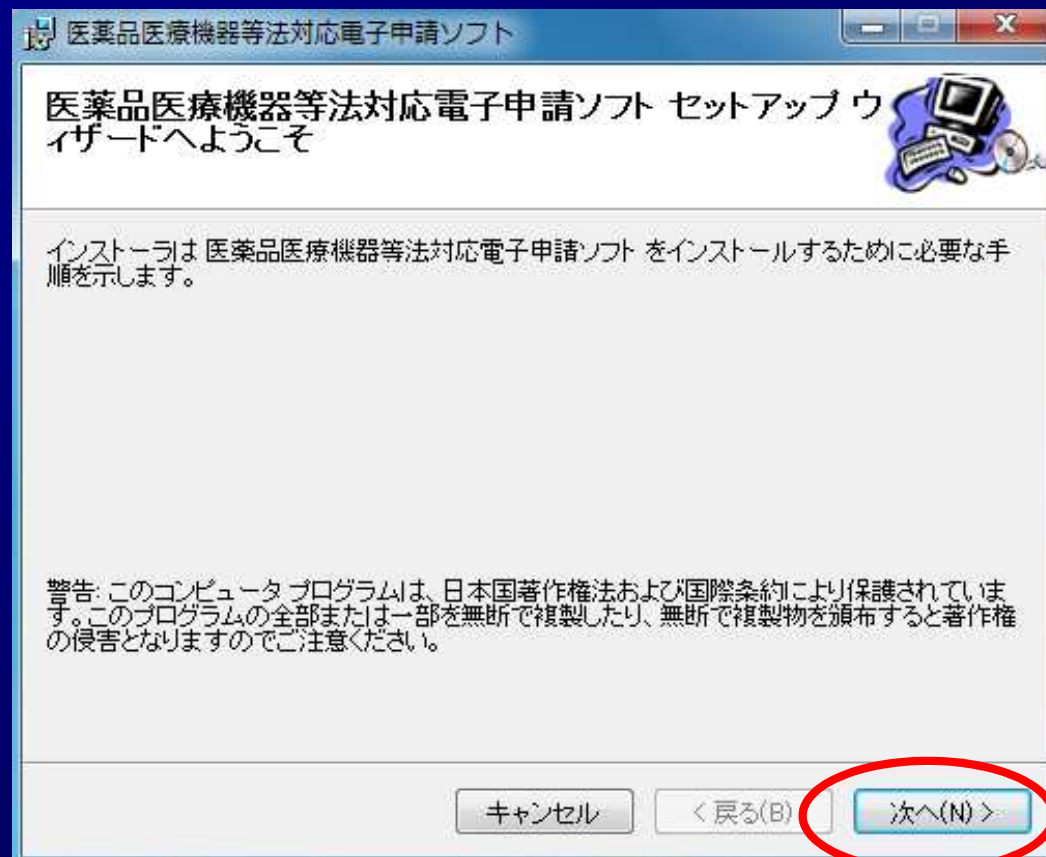 医薬品医療機器等法対応電子申請ソフト
医薬品医療機器等法対応電子申請ソフト セットアップ ウ
ィザードへようこそ
インストーラは 医薬品医療機器等法対応電子申請ソフト をインストールするために必要な手
順を示します。
警告: このコンピュータ プログラムは、日本国著作権法および国際条約により保護されていま
す。このプログラムの全部または一部を無断で複製したり、無断で複製物を頒布すると著作権
の侵害となりますのでご注意ください。
キャンセル
< 戻る(B)
次へ(N) >